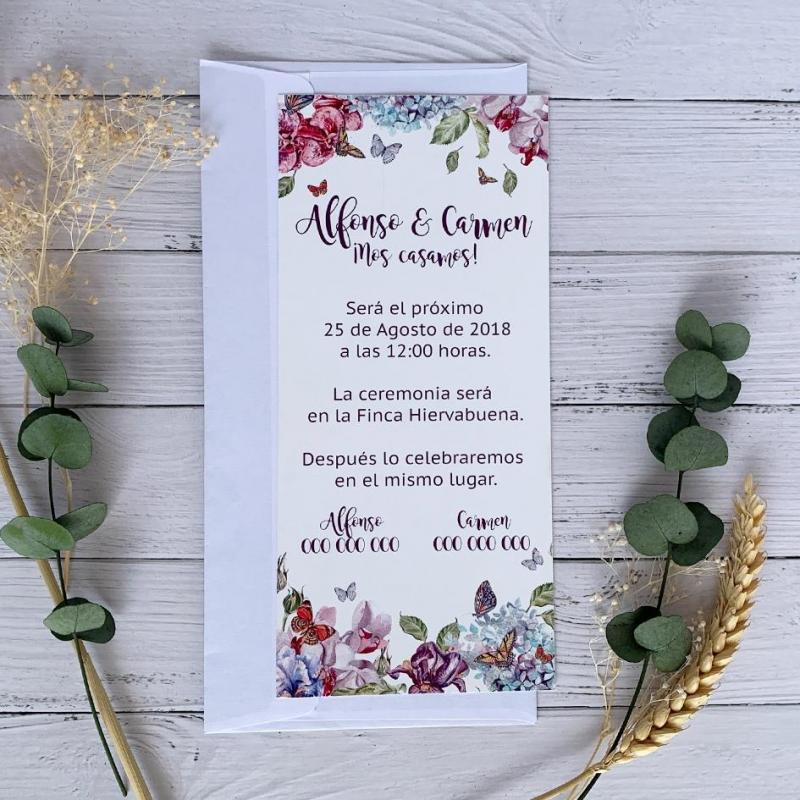 Alfonso & Carmen
¡Nos casamos!
Será el próximo
25 de Agosto de 2018
a las 12:00 horas.
La ceremonia será
en la Finca Hiervabuena.
Después lo celebraremos
en el mismo lugar.
Alfonso Carmen
000 000 000 000 000 000